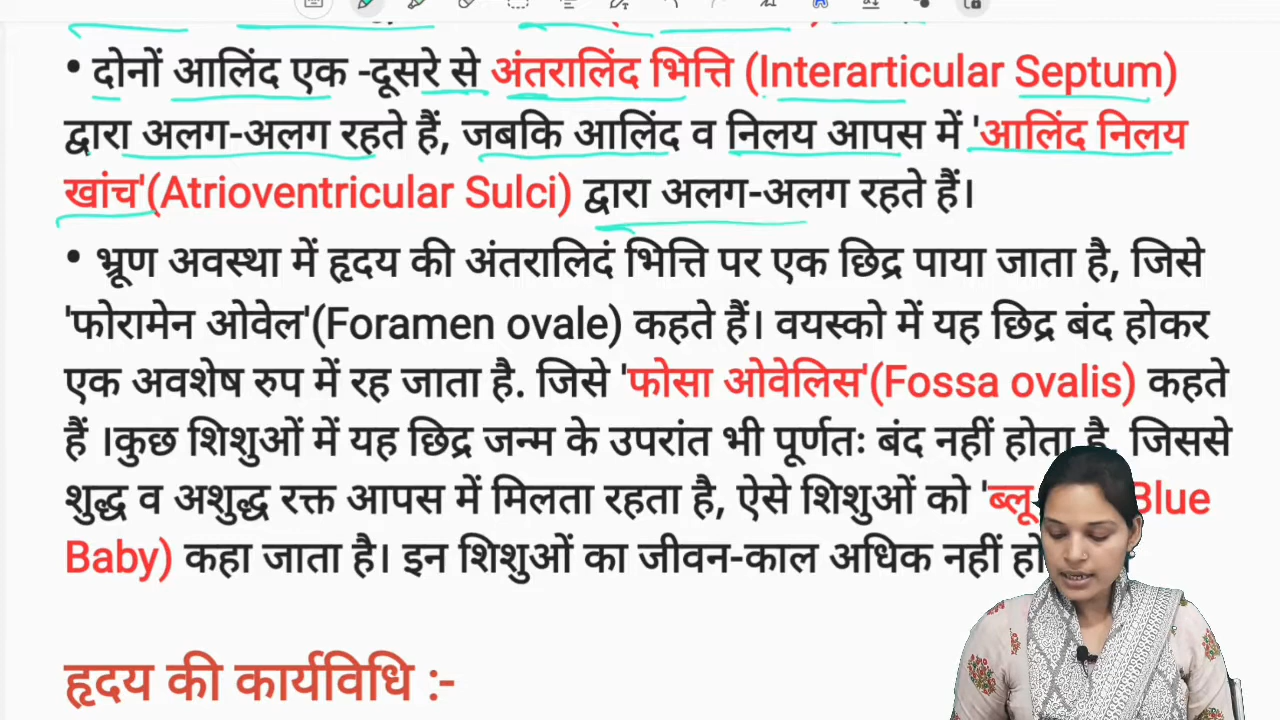 • दोनों आलिंद एक -दूसरे से अंतरालिंद भित्ति (Interarticular Septum)
द्वारा अलग-अलग रहते हैं, जबकि आलिंद व निलय आपस में 'आलिंद निलय
खांच'(Atrioventricular Sulci) द्वारा अलग-अलग रहते हैं।
• भ्रूण अवस्था में हृदय की अंतरालिदं भित्ति पर एक छिद्र पाया जाता है, जिसे
'फोरामेन ओवेल'(Foramen ovale) कहते हैं। वयस्को में यह छिद्र बंद होकर
एक अवशेष रुप में रह जाता है. जिसे 'फोसा ओवेलिस'(Fossa ovalis) कहते
हैं ।कुछ शिशुओं में यह छिद्र जन्म के उपरांत भी पूर्णतः बंद नहीं होता है, जिससे
शुद्ध व अशुद्ध रक्त आपस में मिलता रहता है, ऐसे शिशुओं को 'ब्लू Blue
Baby) कहा जाता है। इन शिशुओं का जीवन-काल अधिक नहीं
हृदय की कार्यविधि :-